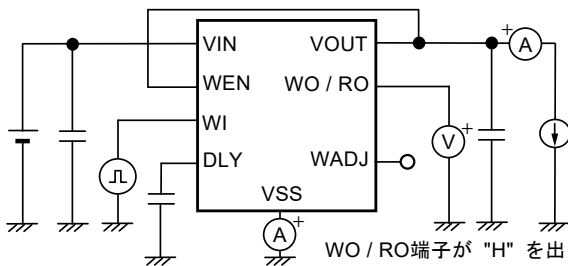 VIN VOUT
WEN WO / RO
WI
DLY WADJ
VSS
A
V
A
+
+
+
WO / RO端子が "H" を出